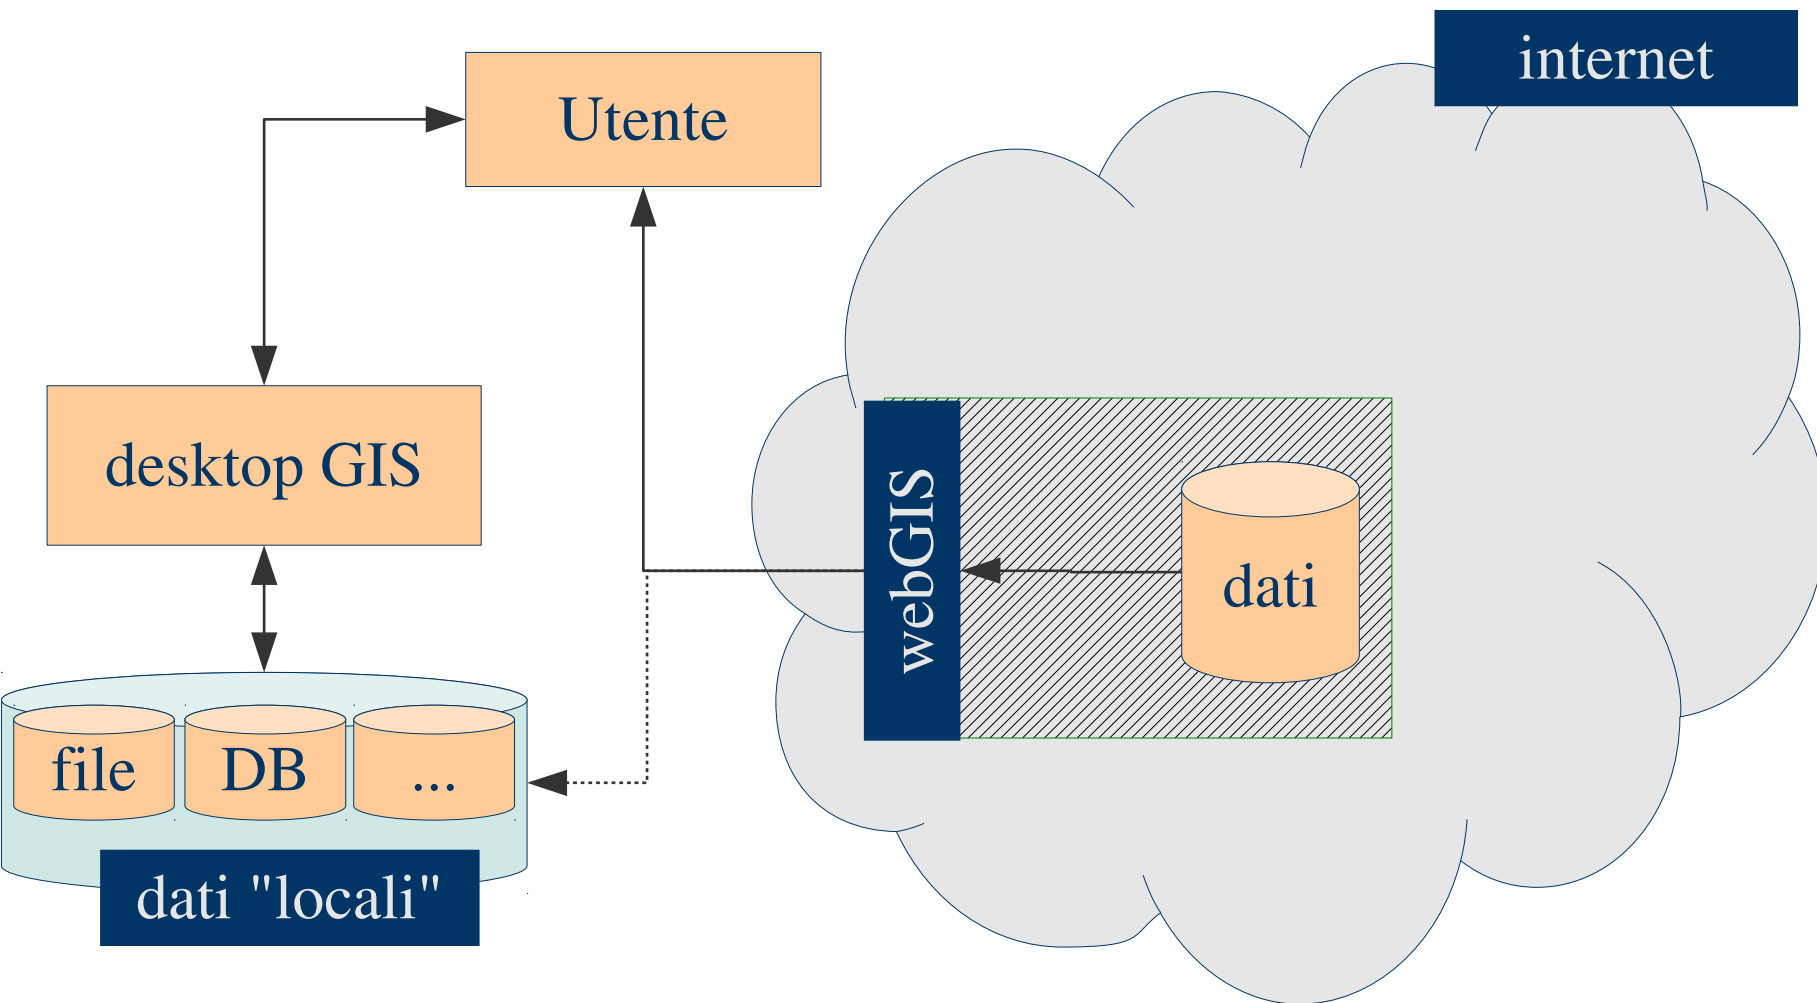 internet
Utente
desktop GIS
webGIS
dati
file
DB
...
dati "locali"